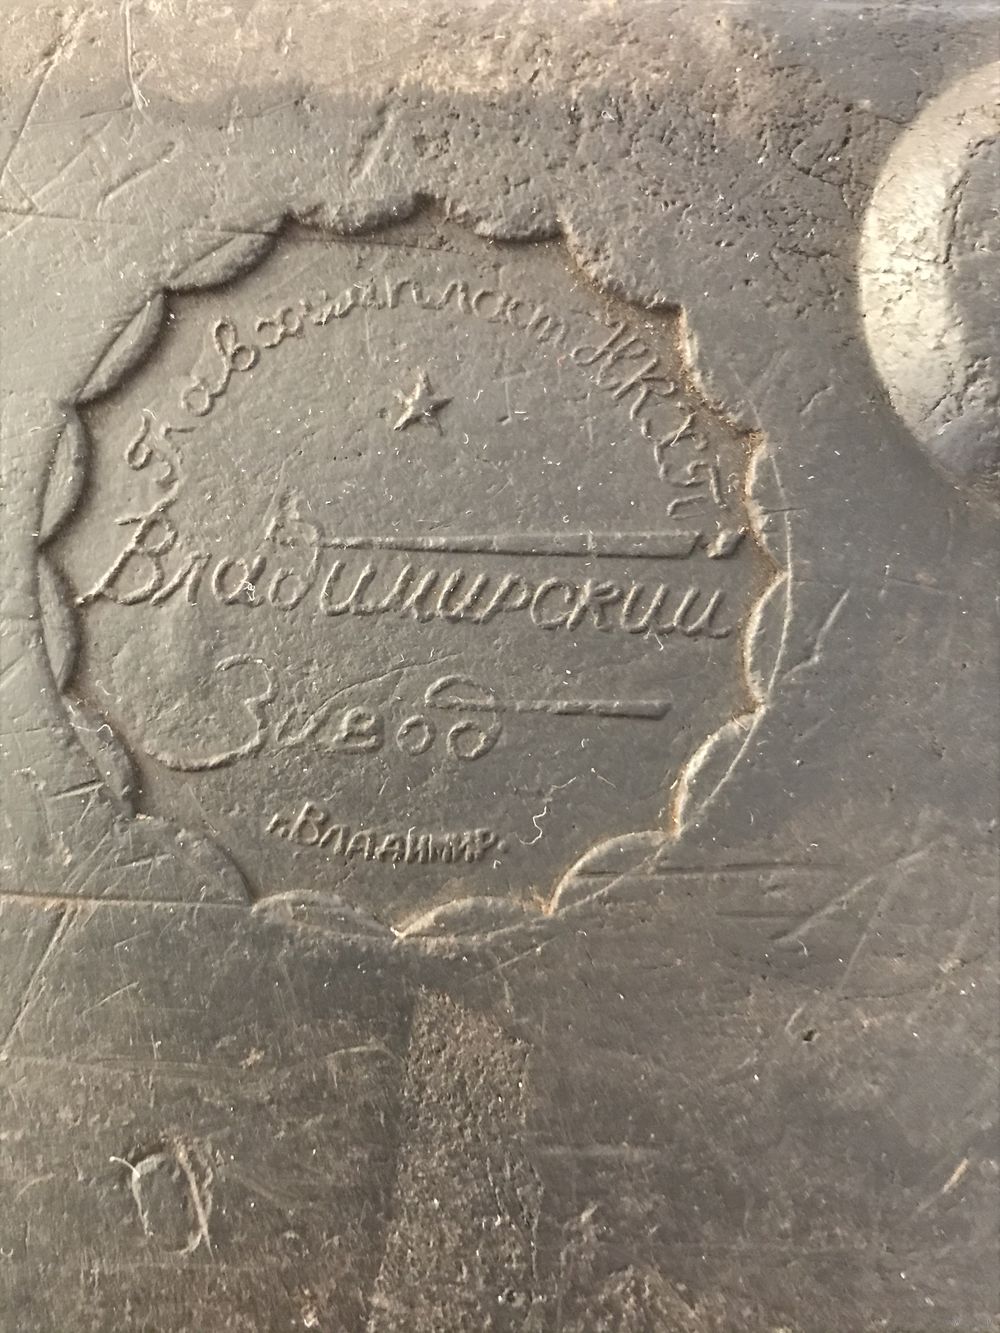 Главхимпласт НКХП
Владимирский
Завод
г. ВЛАДИМИР.